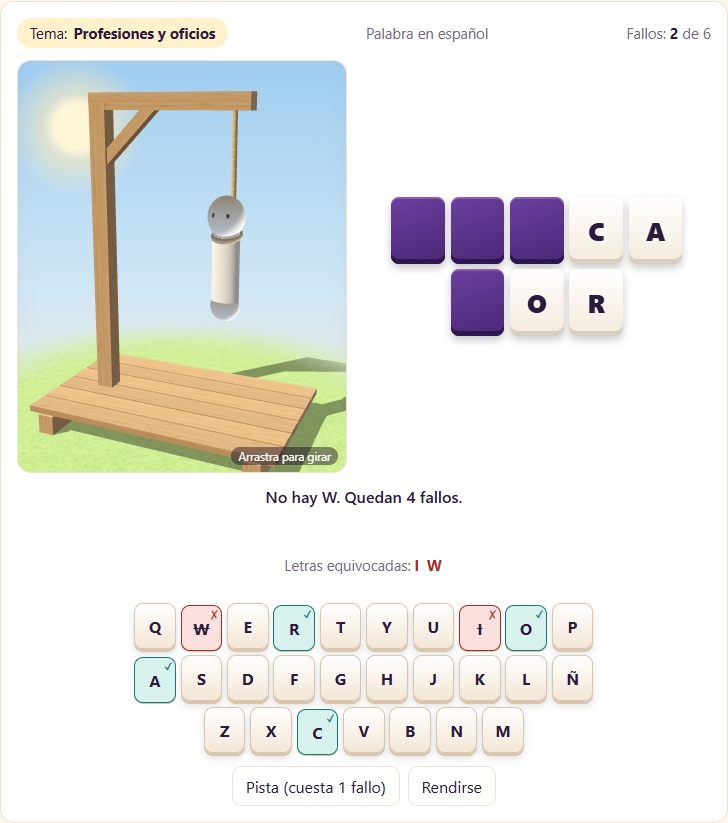 Tema: Profesiones y oficios
Palabra en español
Fallos: 2 de 6
C A
O R
Arrastra para girar
No hay W. Quedan 4 fallos.
Letras equivocadas: I W
Q W ✗ E R ✓ T Y U I ✗ O ✓ P
A ✓ S D F G H J K L Ñ
Z X C ✓ V B N M
Pista (cuesta 1 fallo) Rendirse